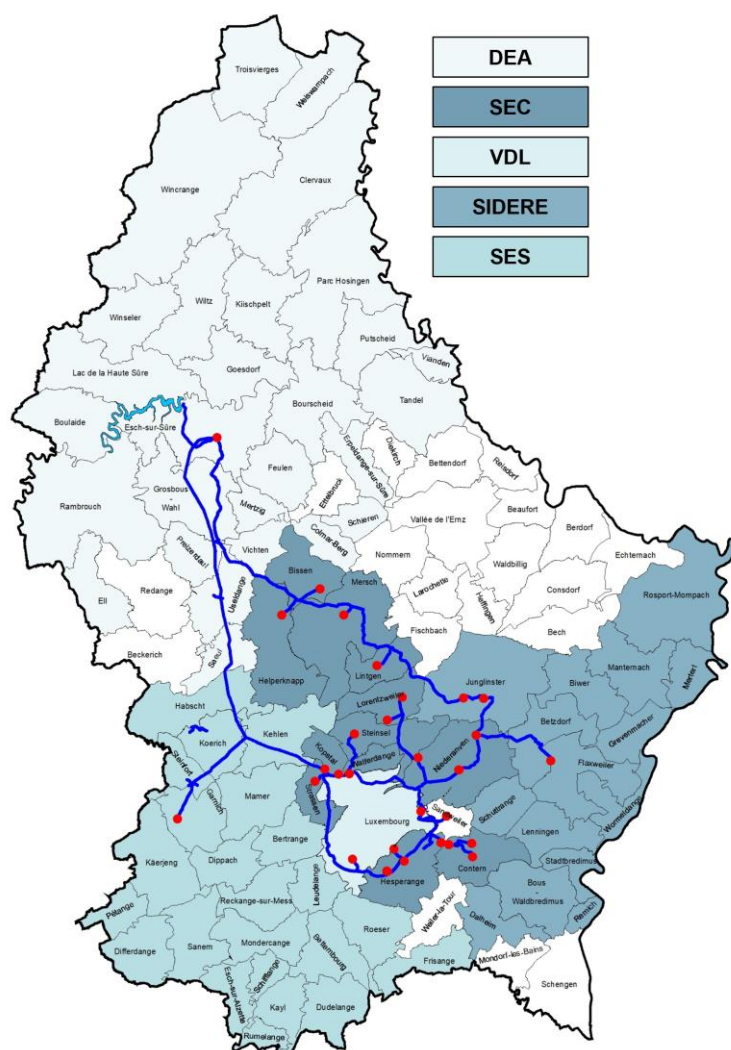 DEA
SEC
VDL
SIDERE
SES
Troisvierges
Weiswampach
Wincrange
Clervaux
Parc Hosingen
Wiltz
Kiischpelt
Winseler
Putscheid
Vianden
Lac de la Haute Sûre
Goesdorf
Tandel
Bourscheid
Boulaide
Esch-sur-Sûre
Erpeldange-sur-Sûre
Diekirch
Bettendorf
Reisdorf
Feulen
Ettelbruck
Rambrouch
Grosbous
-Wahl
Mertzig
Schieren
Colmar-Berg
Vallée de l'Ernz
Beaufort
Berdorf
Echternach
Preizerdaul
Vichten
Nommern
Waldbillig
Bissen
Mersch
Larochette
Heffingen
Consdorf
Ell
Redange
Useldange
Rosport-Mompach
Fischbach
Bech
Beckerich
Saeul
Helperknapp
Lintgen
Junglinster
Biwer
Manternach
Mertert
Lorentzweiler
Habscht
Betzdorf
Grevenmacher
Koerich
Kehlen
Steinsel
Kopstal
Walferdange
Niederanven
Flaxweiler
Steinfort
Garnich
Mamer
Strassen
Luxembourg
Sandweiler
Schuttrange
Wormeldange
Lenningen
Bertrange
Käerjeng
Dippach
Contern
Stadtbredimus
Leudelange
Hesperange
Bous
-
Waldbredimus
Reckange-sur-Mess
Weiler-la-Tour
Dalheim
Remich
Pétange
Roeser
Differdange
Sanem
Mondercange
Bettembourg
Frisange
Mondorf-les-Bains
Schifflange
Esch-sur-Alzette
Schengen
Kayl
Dudelange
Rumelange